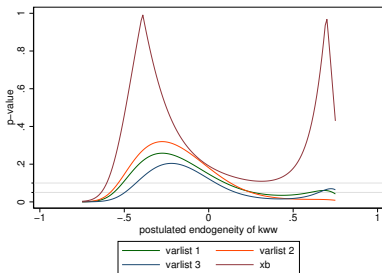 p-value
1
.8
.6
.4
.2
0
-1 -.5 0 .5 1
postulated endogeneity of kww
varlist 1 varlist 2
varlist 3 xb